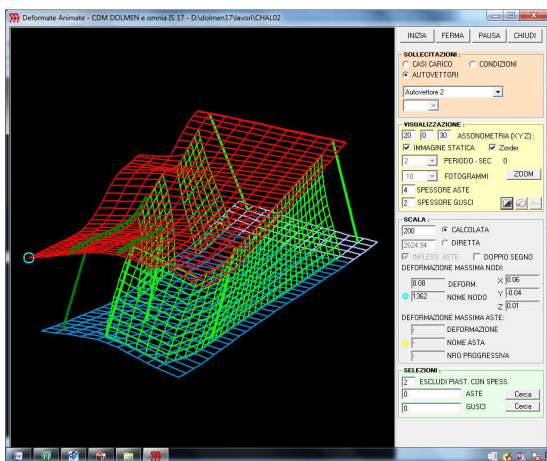 Deformate Animate - CDM DOLMEN e omnia IS 17 - D:\dolmen17\lavori\CHAL02
INIZIA FERMA PAUSA CHIUDI
SOLLECITAZIONI :
CASI CARICO CONDIZIONI
AUTOVETTORI
Autovettore 2
VISUALIZZAZIONE :
20 0 30 ASSONOMETRIA (X Y Z) :
IMMAGINE STATICA Zorder
2 PERIODO - SEC 0
10 FOTOGRAMMI ZOOM
4 SPESSORE ASTE
2 SPESSORE GUSCI
SCALA :
200 CALCOLATA
2624.94 DIRETTA
INFLESS. ASTE DOPPIO SEGNO
DEFORMAZIONE MASSIMA NODI:
0.08 DEFORM. X 0.06
1362 NOME NODO Y -0.04
Z 0.01
DEFORMAZIONE MASSIMA ASTE:
- DEFORMAZIONE
- NOME ASTA
- NRO PROGRESSIVA
SELEZIONI :
2 ESCLUDI PIAST. CON SPESS.
0 ASTE Cerca
0 GUSCI Cerca